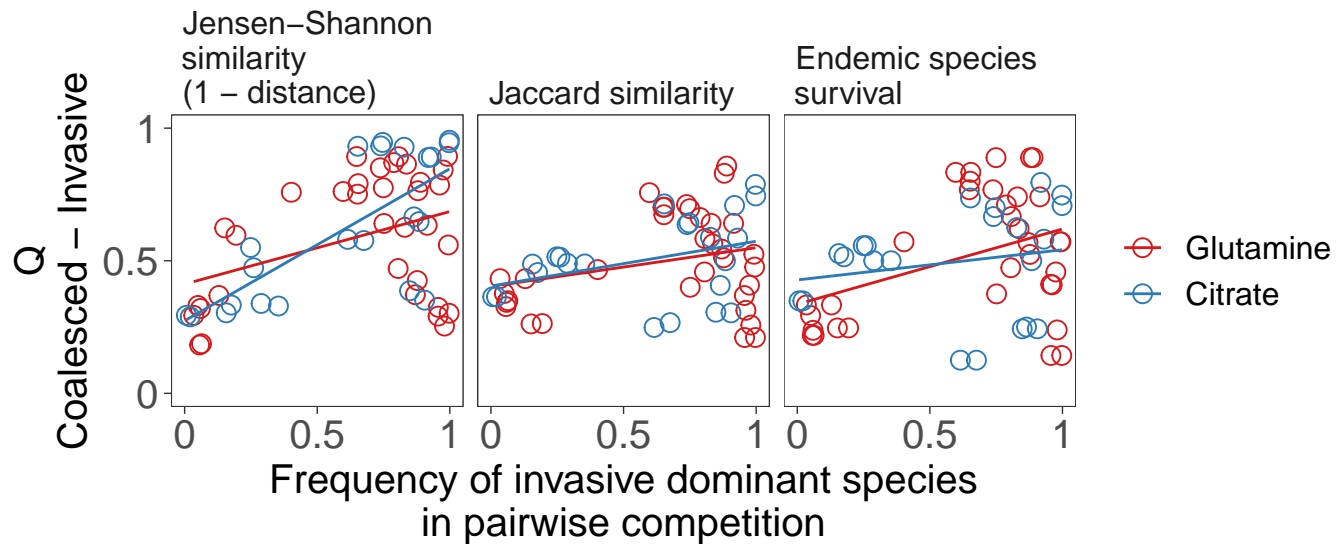 Jensen−Shannon
similarity
(1 − distance)
Jaccard similarity
Endemic species
survival
Q
Coalesced − Invasive
1
0.5
0
0 0.5 1
0 0.5 1
0 0.5 1
Frequency of invasive dominant species
in pairwise competition
Glutamine
Citrate